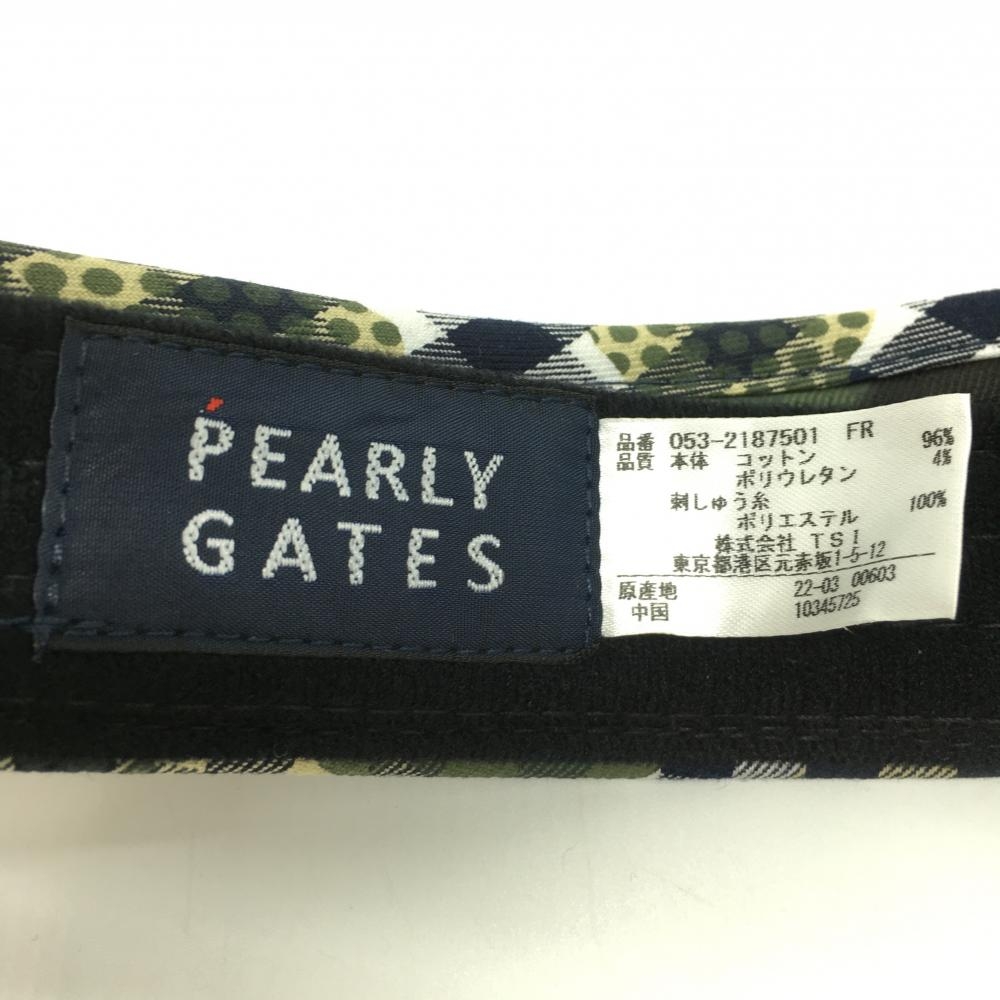 PEARLY
GATES
品番 053-2187501 FR
品質 本体 コットン 96%
ポリウレタン 4%
刺しゅう糸
ポリエステル 100%
株式会社 TSI
東京都港区元赤坂1-5-12
原産地 22-03 00603
中国 10345725